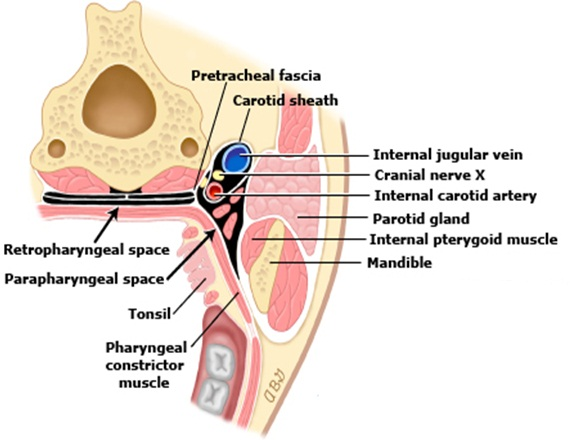 Pretracheal fascia
Carotid sheath
Internal jugular vein
Cranial nerve X
Internal carotid artery
Parotid gland
Internal pterygoid muscle
Mandible
Retropharyngeal space
Parapharyngeal space
Tonsil
Pharyngeal
constrictor
muscle